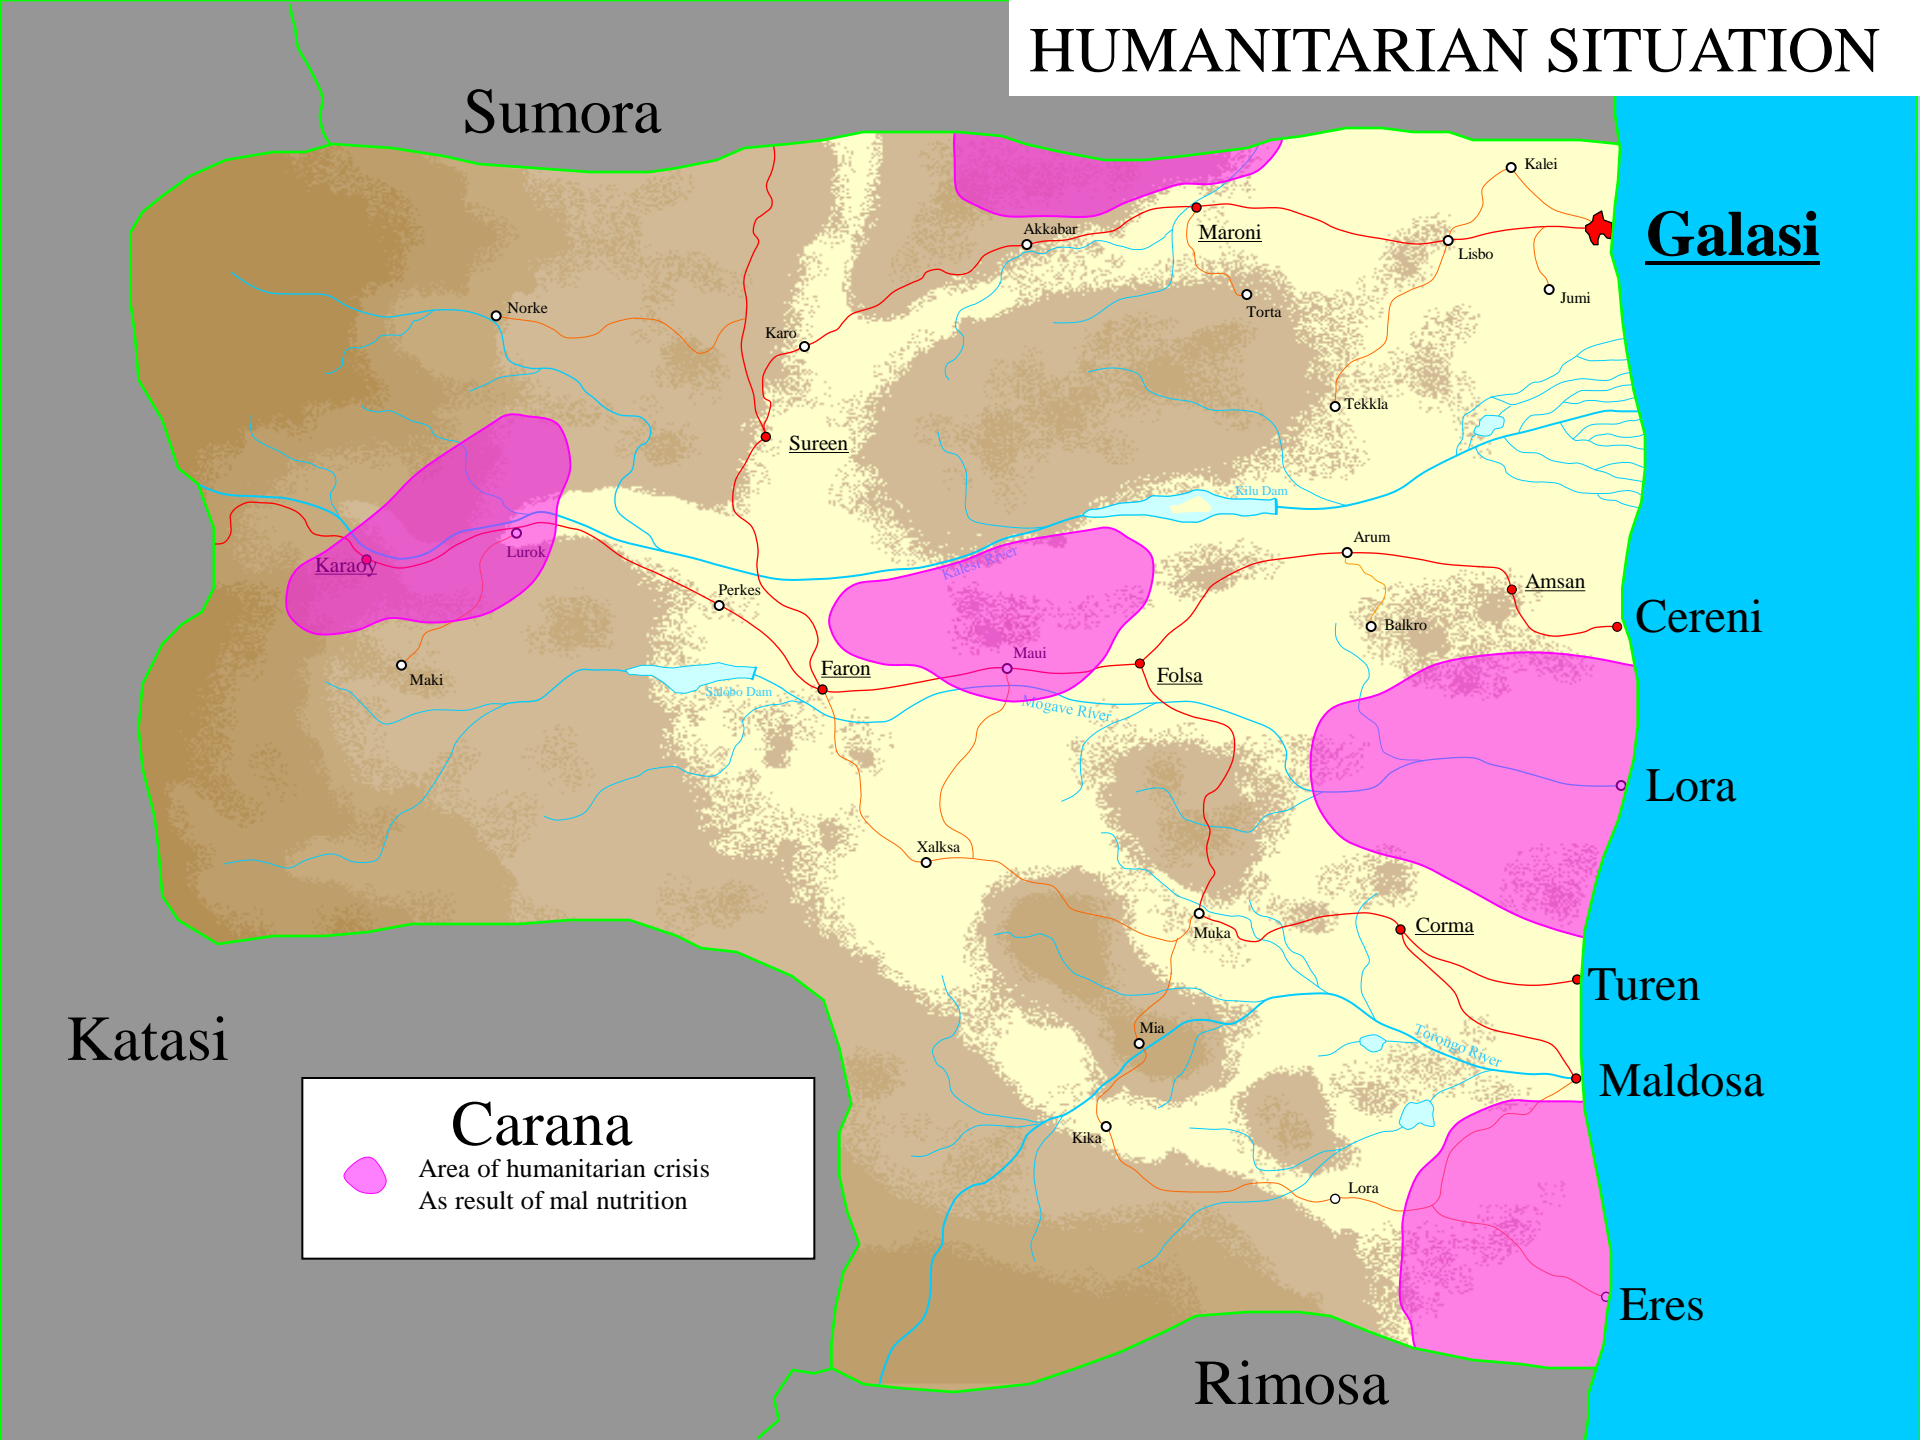 HUMANITARIAN SITUATION
Sumora
Kalei
Galasi
Akkabar
Maroni
Lisbo
Jumi
Norke
Torta
Karo
Tekkla
Sureen
Kilu Dam
Arum
Lurok
Karaoy
Kalesi River
Amsan
Perkes
Cereni
Balkro
Maui
Faron
Folsa
Maki
Salobo Dam
Mogave River
Lora
Xalksa
Muka
Corma
Turen
Mia
Torongo River
Katasi
Maldosa
Carana
Kika
Area of humanitarian crisis
As result of mal nutrition
Lora
Eres
Rimosa